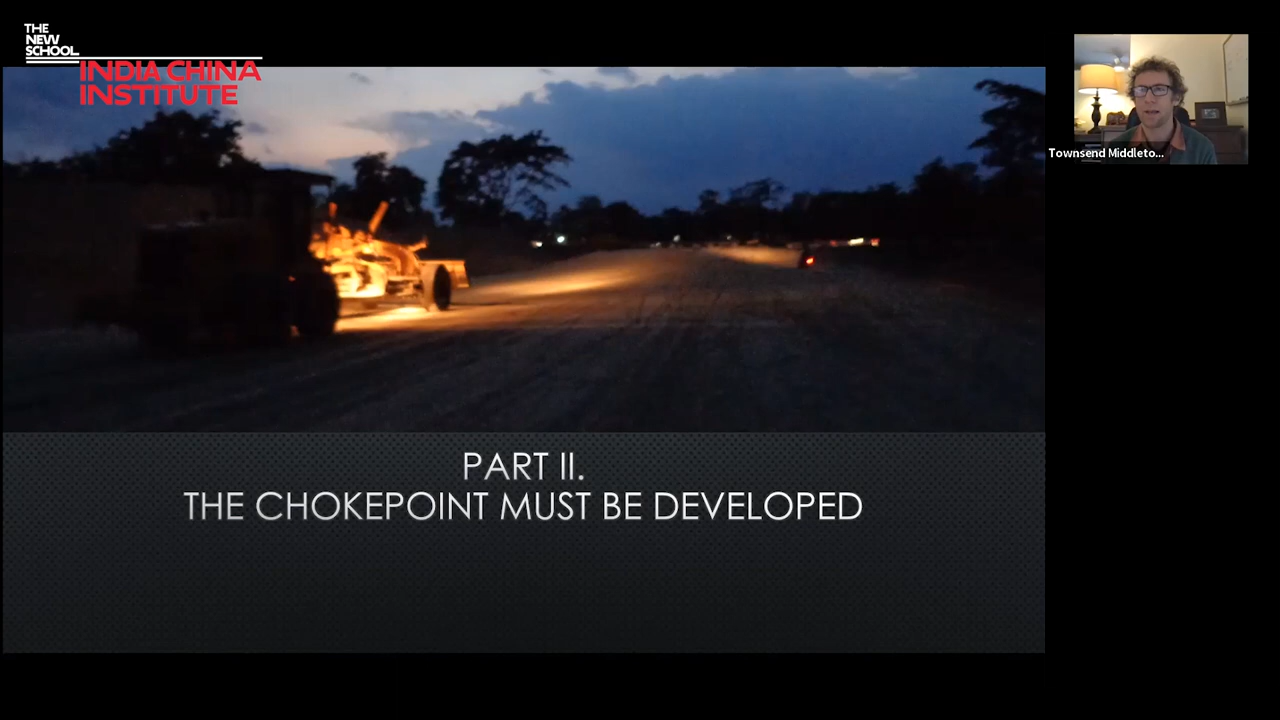 THE
NEW
SCHOOL
INDIA CHINA
INSTITUTE
Townsend Middleto...
PART II.
THE CHOKEPOINT MUST BE DEVELOPED